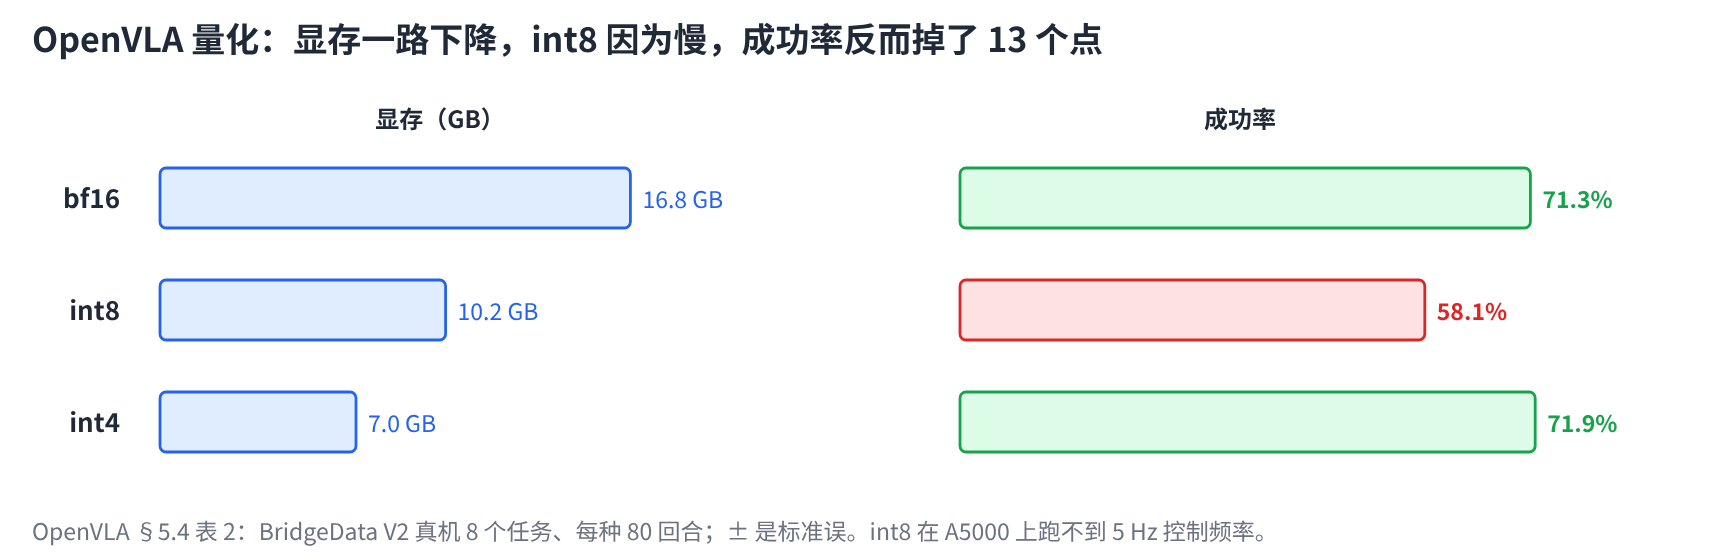 OpenVLA 量化：显存一路下降，int8 因为慢，成功率反而掉了 13 个点
显存（GB） 成功率
bf16 16.8 GB 71.3%
int8 10.2 GB 58.1%
int4 7.0 GB 71.9%
OpenVLA §5.4 表 2：BridgeData V2 真机 8 个任务、每种 80 回合；± 是标准误。int8 在 A5000 上跑不到 5 Hz 控制频率。